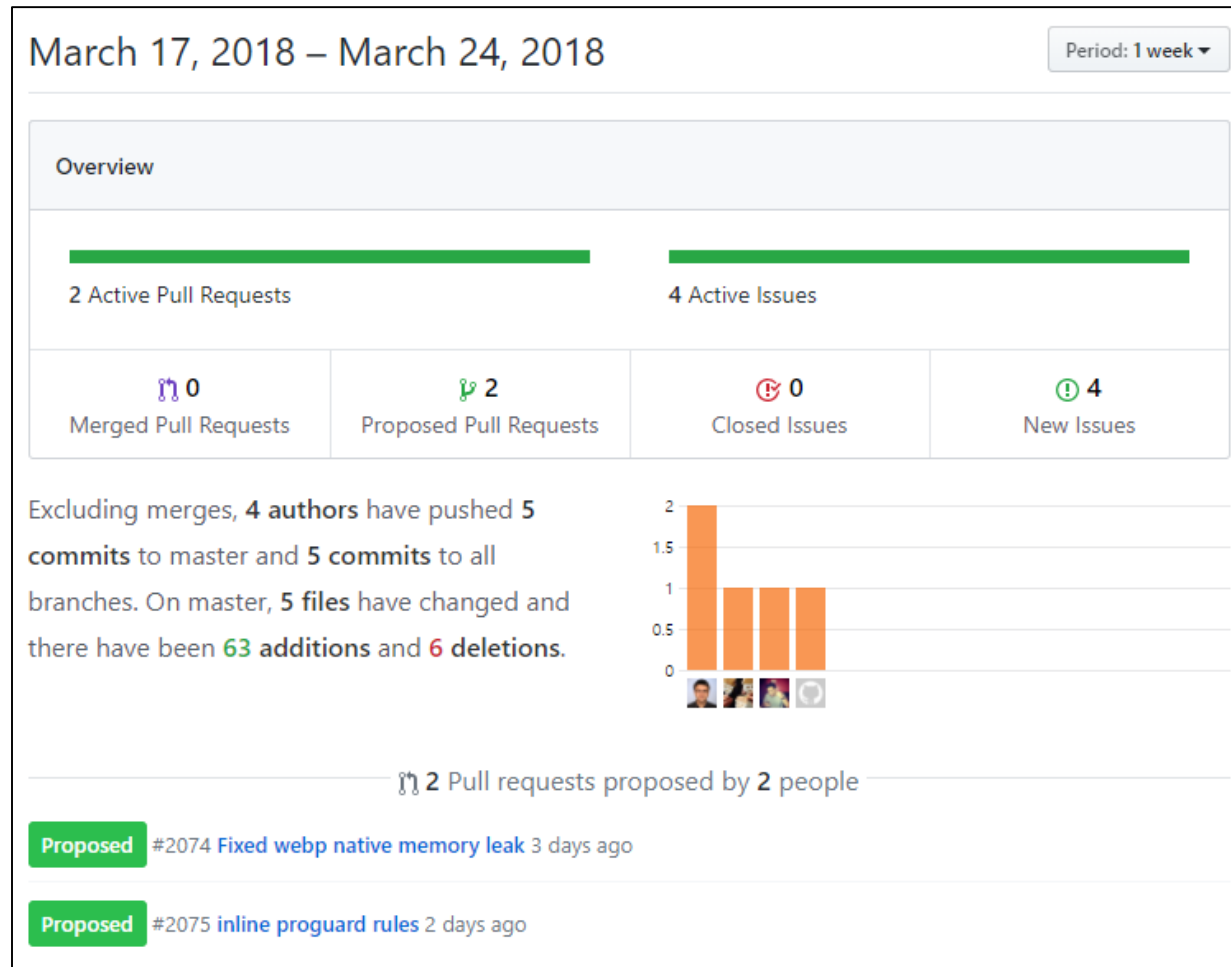 March 17, 2018 – March 24, 2018
Period: 1 week
Overview
2 Active Pull Requests
4 Active Issues
0
Merged Pull Requests
2
Proposed Pull Requests
0
Closed Issues
4
New Issues
Excluding merges, 4 authors have pushed 5
commits to master and 5 commits to all
branches. On master, 5 files have changed and
there have been 63 additions and 6 deletions.
2
1.5
1
0.5
0
2 Pull requests proposed by 2 people
Proposed #2074 Fixed webp native memory leak 3 days ago
Proposed #2075 inline proguard rules 2 days ago